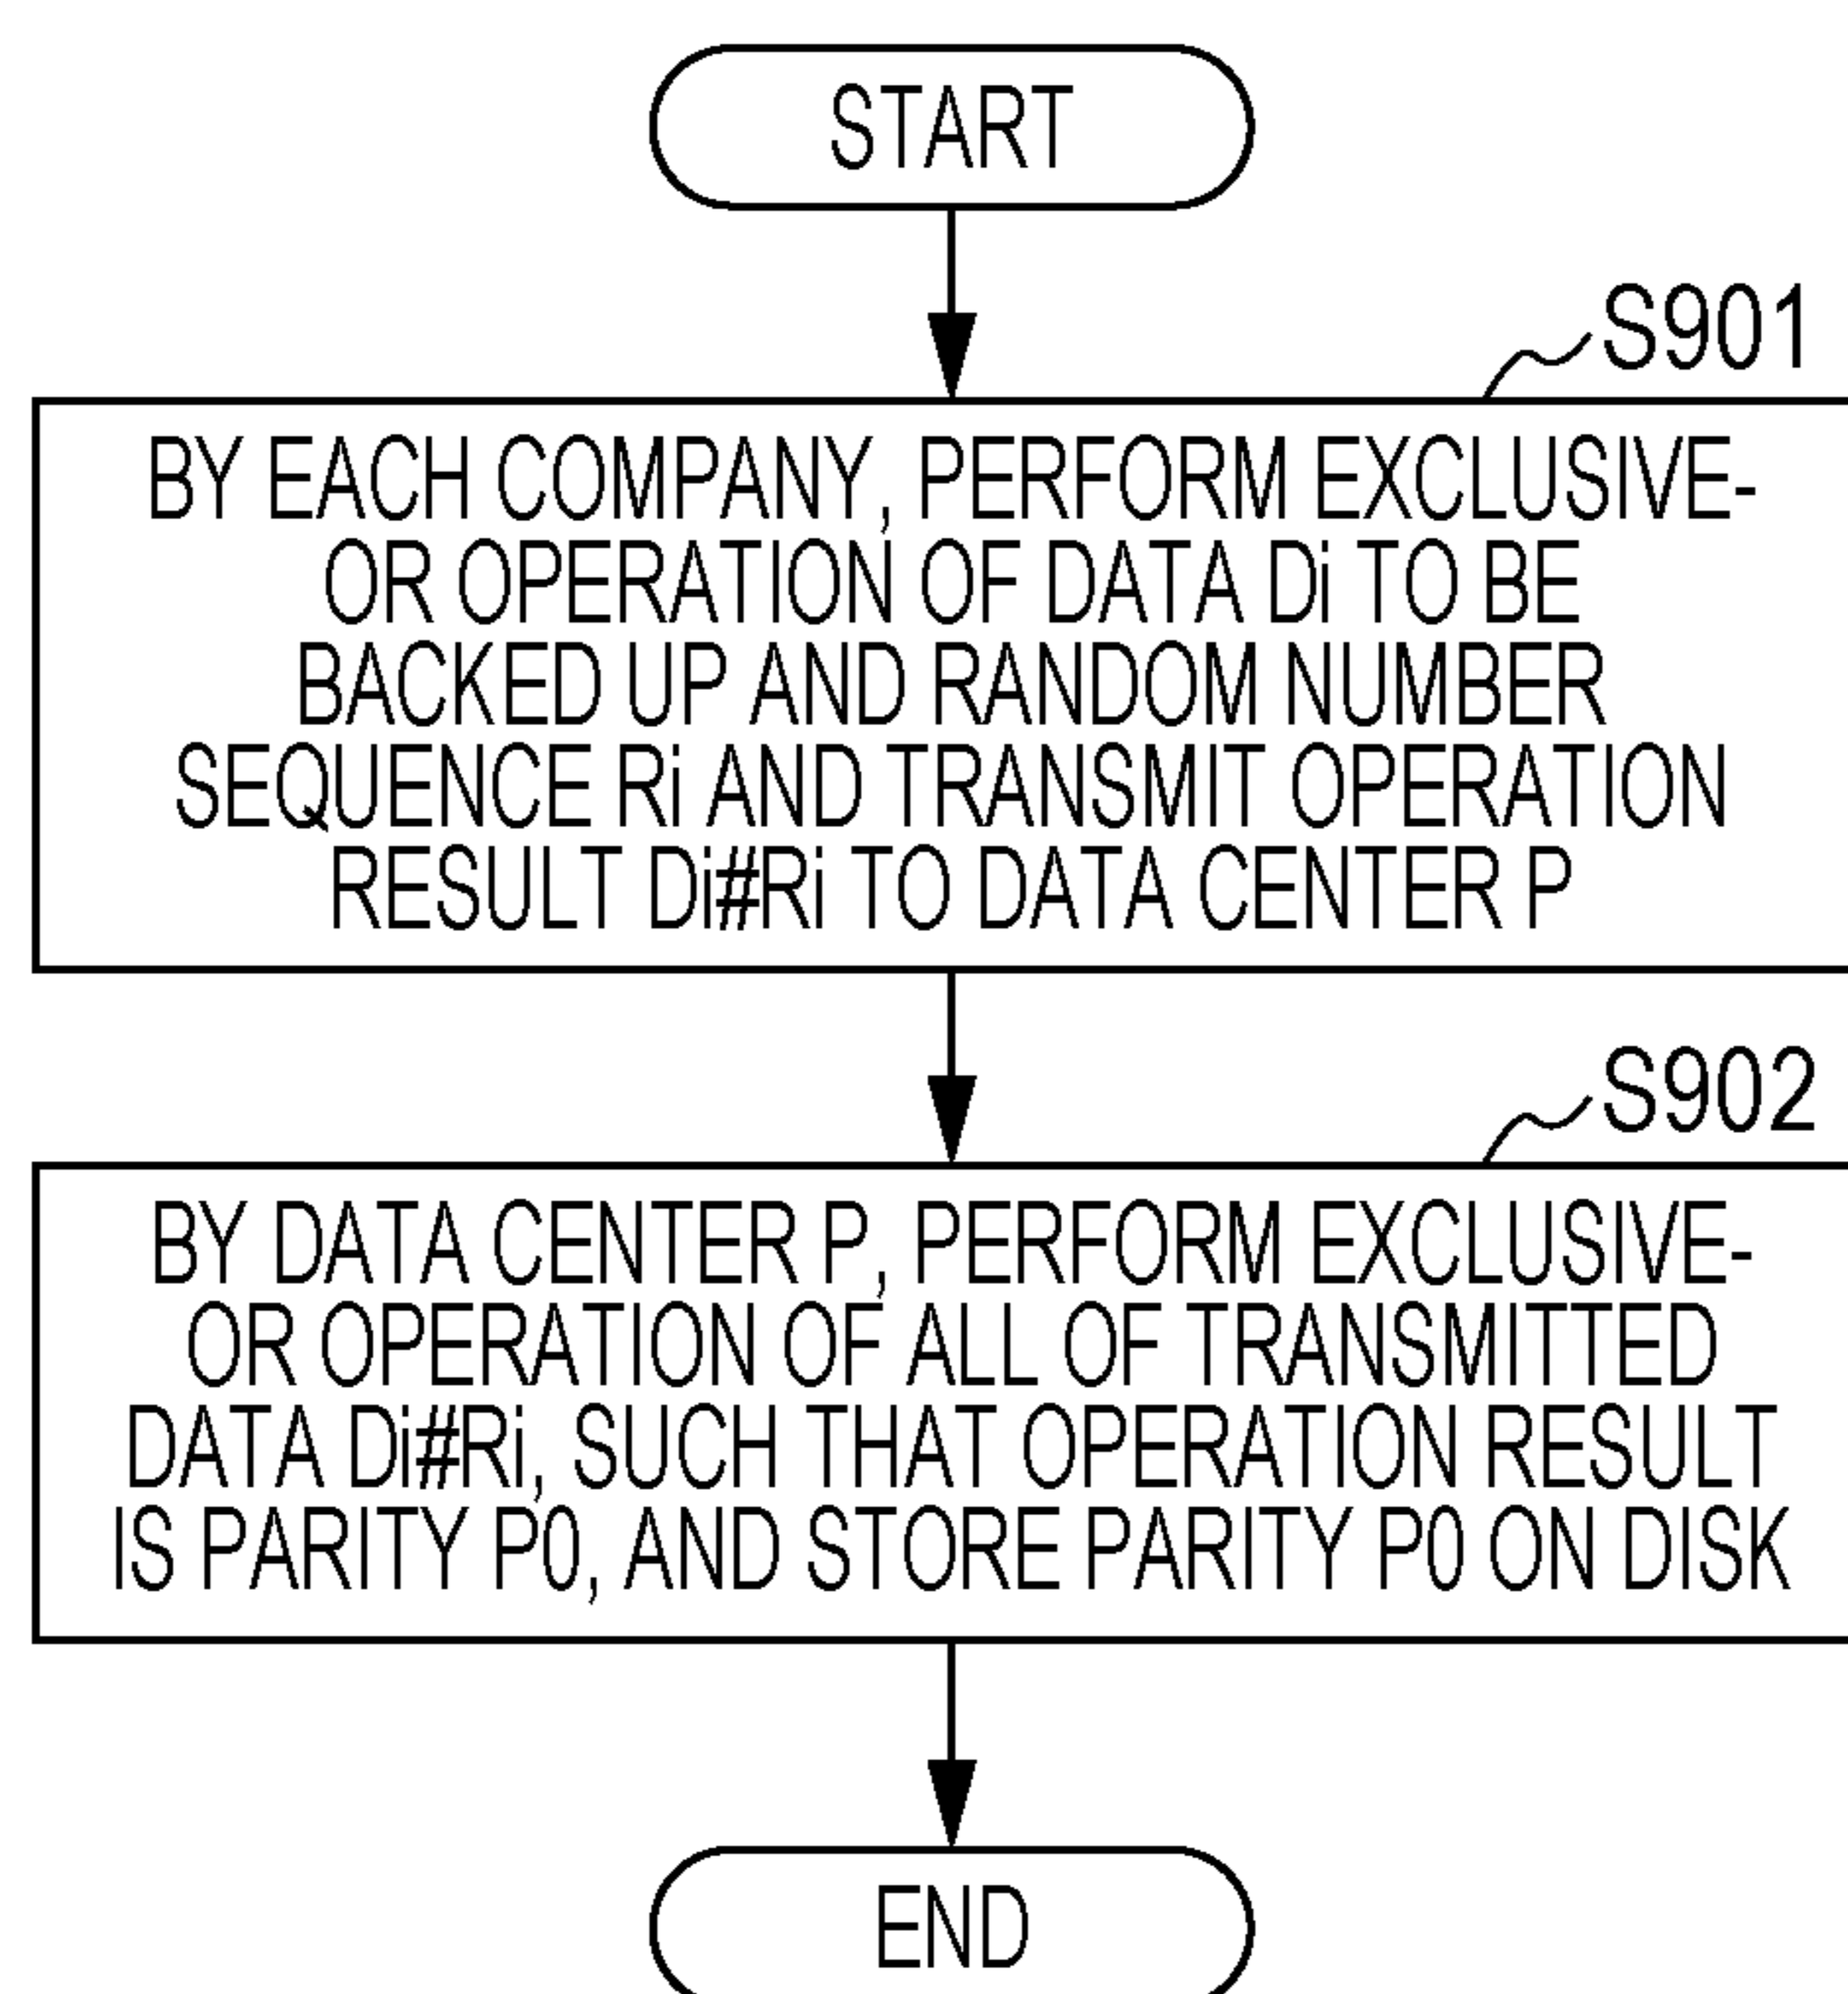 START
S901
BY EACH COMPANY, PERFORM EXCLUSIVE-
OR OPERATION OF DATA Di TO BE
BACKED UP AND RANDOM NUMBER
SEQUENCE Ri AND TRANSMIT OPERATION
RESULT Di#Ri TO DATA CENTER P
S902
BY DATA CENTER P, PERFORM EXCLUSIVE-
OR OPERATION OF ALL OF TRANSMITTED
DATA Di#Ri, SUCH THAT OPERATION RESULT
IS PARITY P0, AND STORE PARITY P0 ON DISK
END